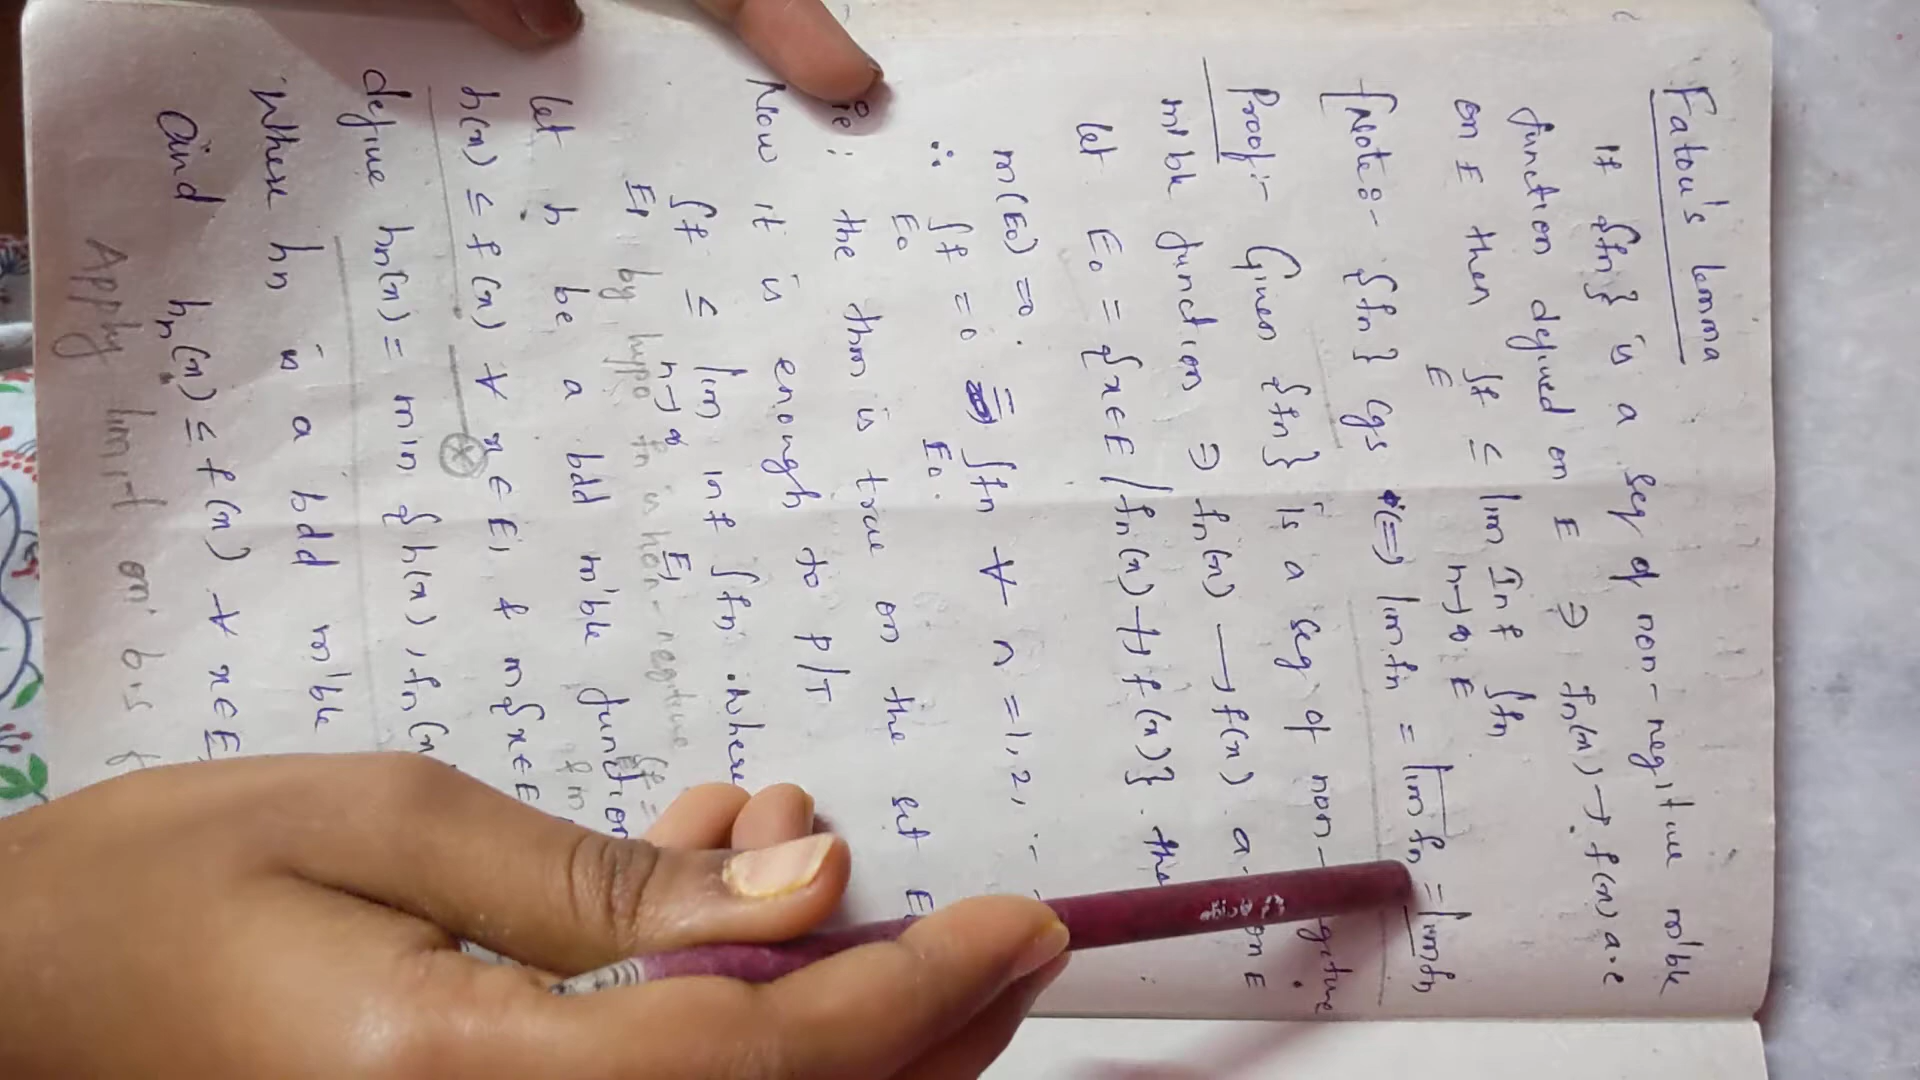 Fatou's lemma
If {fn} is a seq of non-negitive m'ble
function defined on E ∋ fn(x) → f(x) a.e
on E then ∫f ≤ lim Inf ∫fn
E n→∞ E
[Note:- {fn} cgs (=) lim fn = lim fn = lim fn
Proof:- Given {fn} is a seq of non-
m'ble function ∋ fn(x) → f(x) a. on E
let E0 = {x∈E / fn(x) ↛ f(x)}. the
m(E0) = 0.
∴ ∫f = 0 = ∫fn ∀ n = 1, 2, - -
E0 E0.
ie: the thm is true on the set E
Now it is enough to P/T
∫f ≤ lim inf ∫fn where
E1 n→∞ E1
by hypo fn is non-negitive
let h be a bdd m'ble function
h(x) ≤ f(x) ∀ x∈E1 & m{x∈E
define hn(x) = min {h(x), fn(x
Where hn is a bdd m'ble
and hn(x) ≤ f(x) ∀ x∈E
Apply limit on b.s